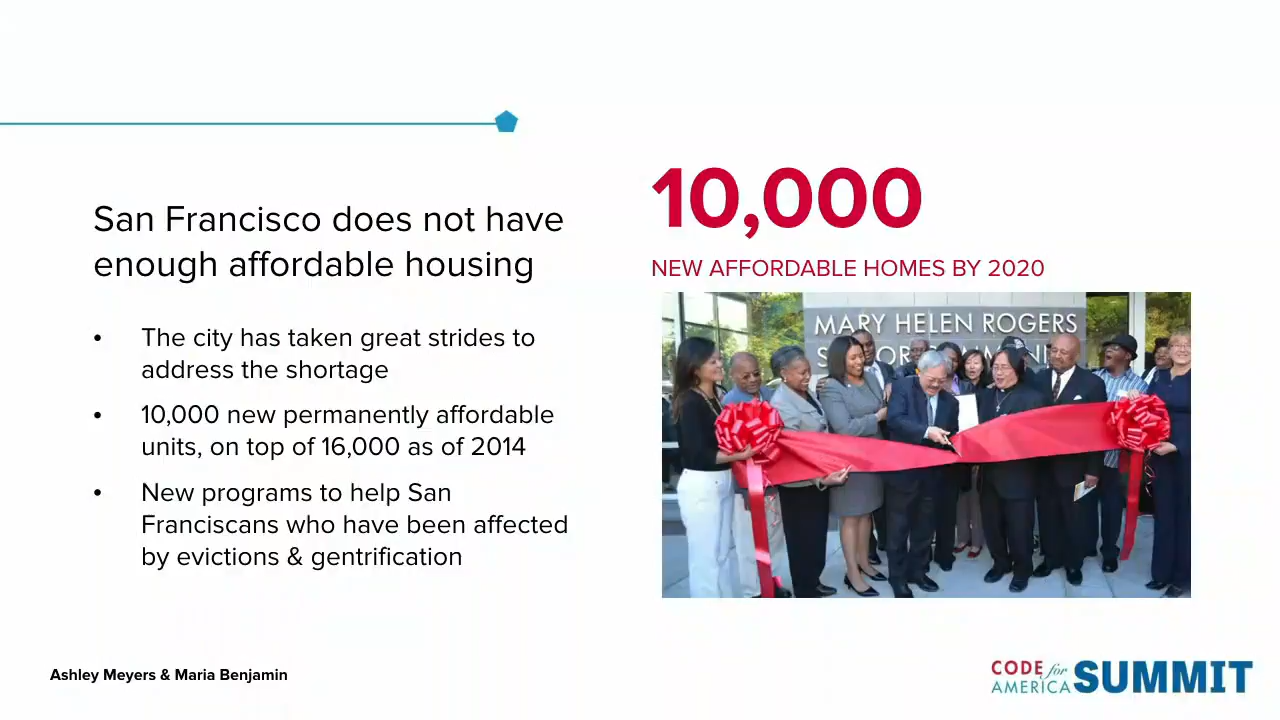 San Francisco does not have
enough affordable housing
• The city has taken great strides to
address the shortage
• 10,000 new permanently affordable
units, on top of 16,000 as of 2014
• New programs to help San
Franciscans who have been affected
by evictions & gentrification
10,000
NEW AFFORDABLE HOMES BY 2020
MARY HELEN ROGERS
Ashley Meyers & Maria Benjamin
CODE for
AMERICA SUMMIT